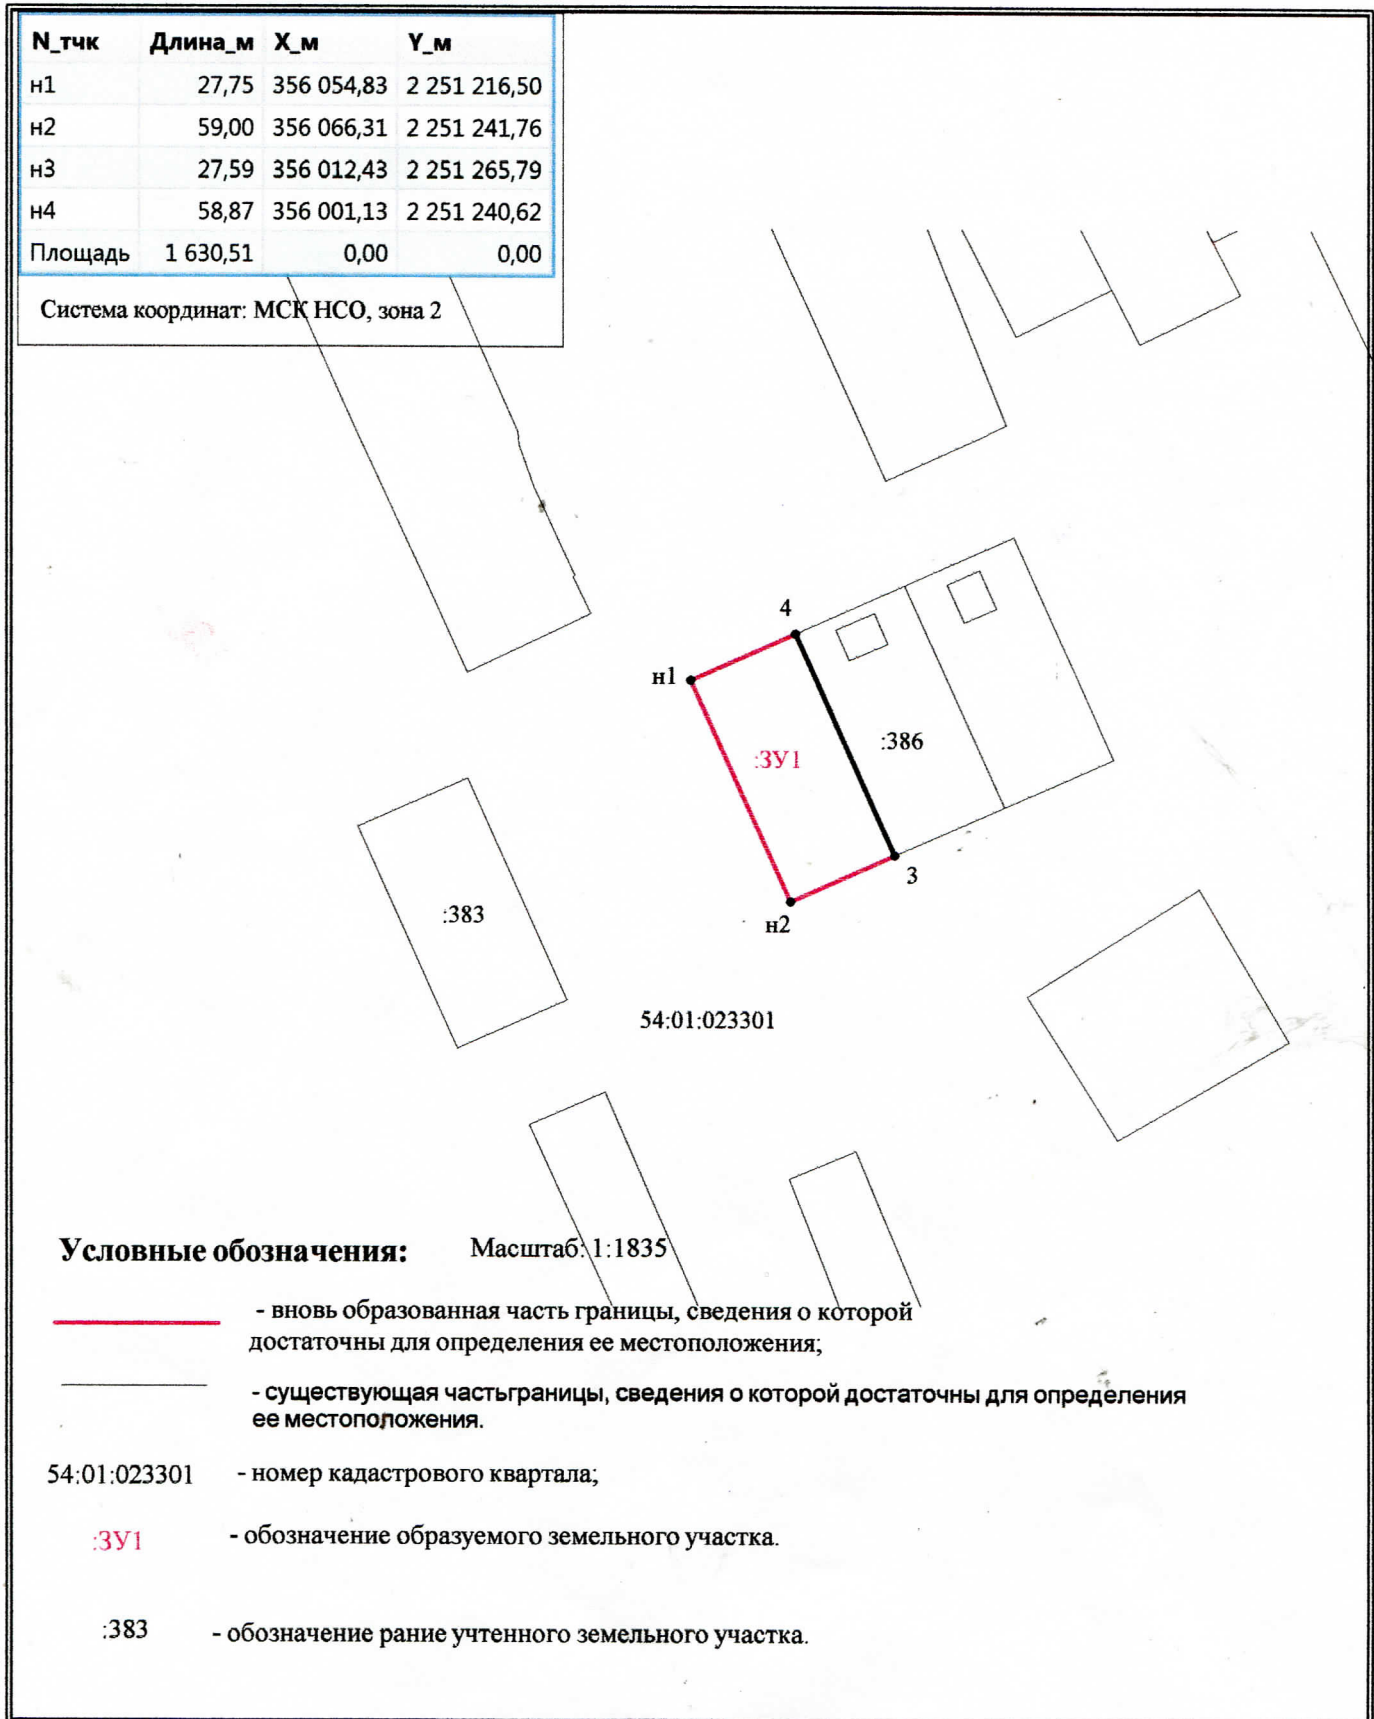 N_тчк Длина_м X_м Y_м
н1 27,75 356 054,83 2 251 216,50
н2 59,00 356 066,31 2 251 241,76
н3 27,59 356 012,43 2 251 265,79
н4 58,87 356 001,13 2 251 240,62
Площадь 1 630,51 0,00 0,00
Система координат: МСК НСО, зона 2
4
н1
:ЗУ1
:386
3
н2
:383
54:01:023301
Условные обозначения: Масштаб: 1:1835
- вновь образованная часть границы, сведения о которой
достаточны для определения ее местоположения;
- существующая частьграницы, сведения о которой достаточны для определения
ее местоположения.
54:01:023301 - номер кадастрового квартала;
:ЗУ1 - обозначение образуемого земельного участка.
:383 - обозначение рание учтенного земельного участка.